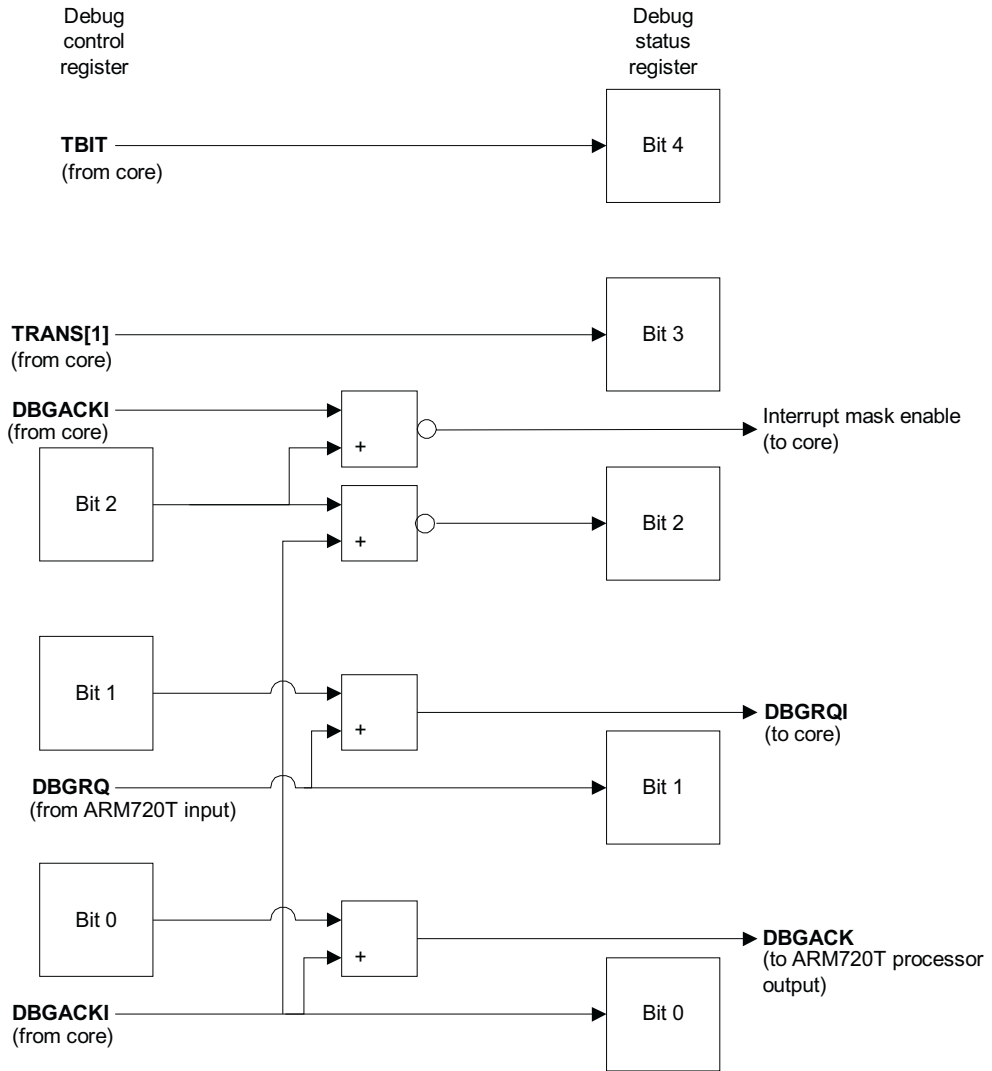 Debug
control
register
Debug
status
register
TBIT
(from core)
Bit 4
TRANS[1]
(from core)
Bit 3
DBGACKI
(from core)
+
Interrupt mask enable
(to core)
Bit 2
+
Bit 2
Bit 1
+
DBGRQI
(to core)
DBGRQ
(from ARM720T input)
Bit 1
Bit 0
+
DBGACK
(to ARM720T processor
output)
DBGACKI
(from core)
Bit 0